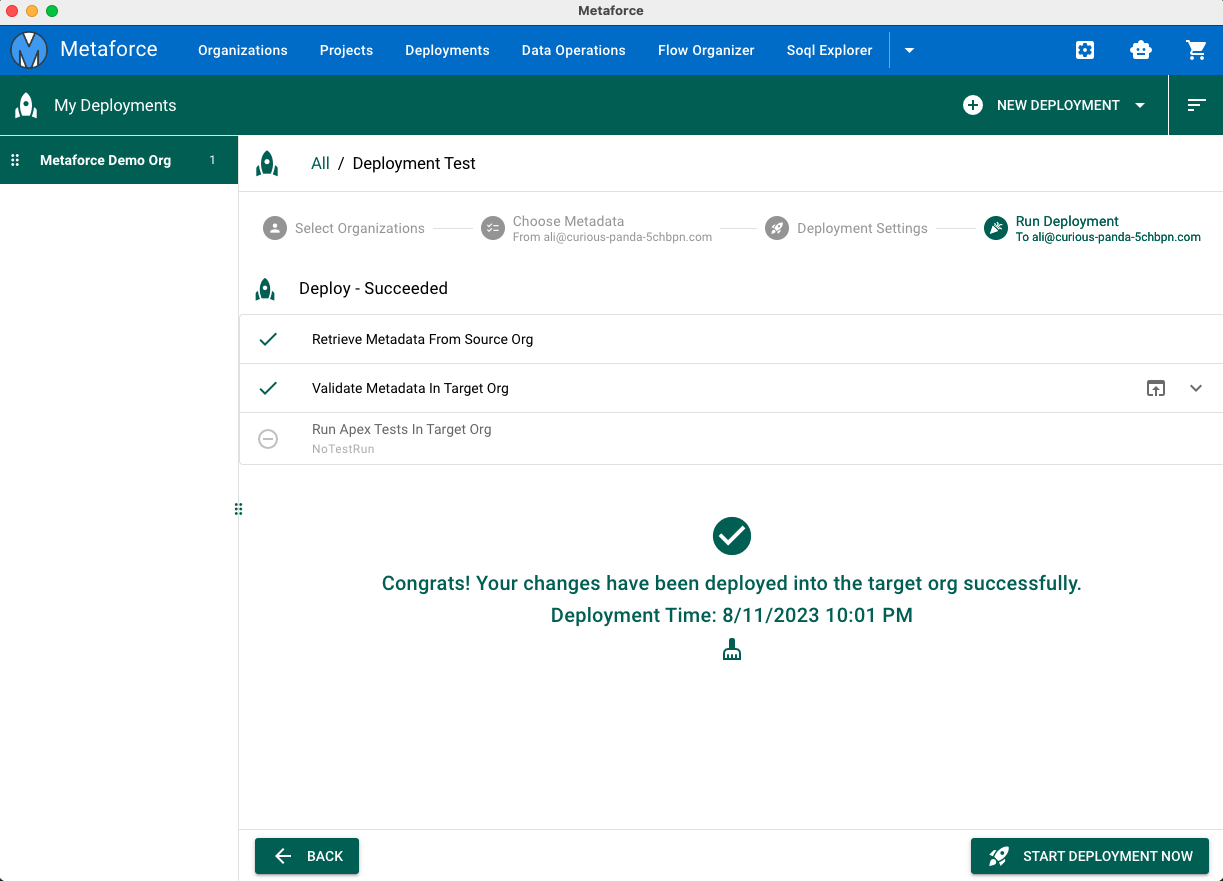 Metaforce
Metaforce Organizations Projects Deployments Data Operations Flow Organizer Soql Explorer
My Deployments NEW DEPLOYMENT
Metaforce Demo Org 1
All / Deployment Test
Select Organizations
Choose Metadata
From ali@curious-panda-5chbpn.com
Deployment Settings
Run Deployment
To ali@curious-panda-5chbpn.com
Deploy - Succeeded
Retrieve Metadata From Source Org
Validate Metadata In Target Org
Run Apex Tests In Target Org
NoTestRun
Congrats! Your changes have been deployed into the target org successfully.
Deployment Time: 8/11/2023 10:01 PM
BACK START DEPLOYMENT NOW